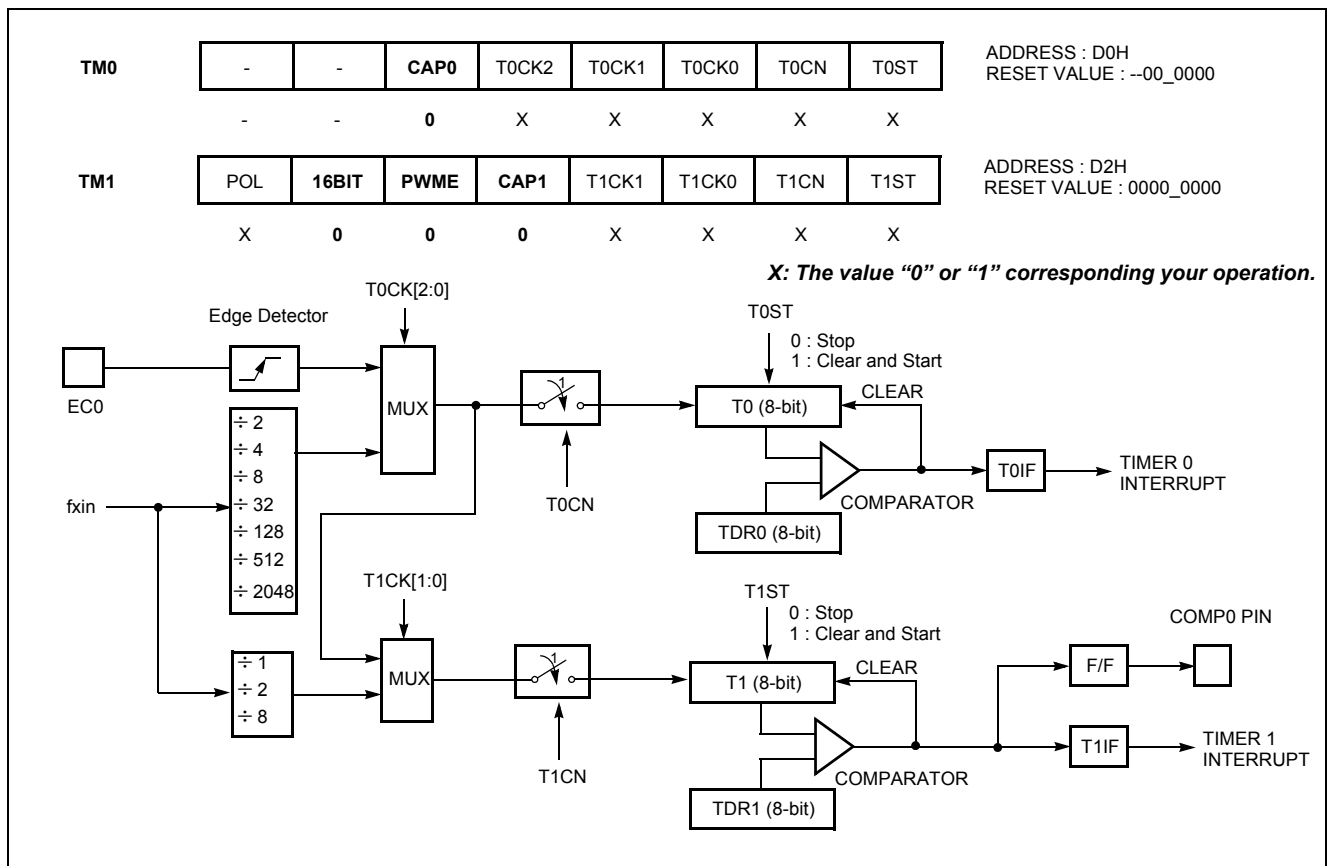 TM0 - - CAP0 T0CK2 T0CK1 T0CK0 T0CN T0ST
ADDRESS : D0H
RESET VALUE : --00_0000
- - 0 X X X X X
TM1 POL 16BIT PWME CAP1 T1CK1 T1CK0 T1CN T1ST
ADDRESS : D2H
RESET VALUE : 0000_0000
X 0 0 0 X X X X
X: The value “0” or “1” corresponding your operation.
T0CK[2:0]
Edge Detector
EC0
MUX
1
T0CN
T0ST
0 : Stop
1 : Clear and Start
T0 (8-bit)
CLEAR
COMPARATOR
TDR0 (8-bit)
T0IF
TIMER 0
INTERRUPT
fxin
÷ 2
÷ 4
÷ 8
÷ 32
÷ 128
÷ 512
÷ 2048
T1CK[1:0]
÷ 1
÷ 2
÷ 8
MUX
1
T1CN
T1ST
0 : Stop
1 : Clear and Start
T1 (8-bit)
CLEAR
COMPARATOR
TDR1 (8-bit)
F/F
COMP0 PIN
T1IF
TIMER 1
INTERRUPT